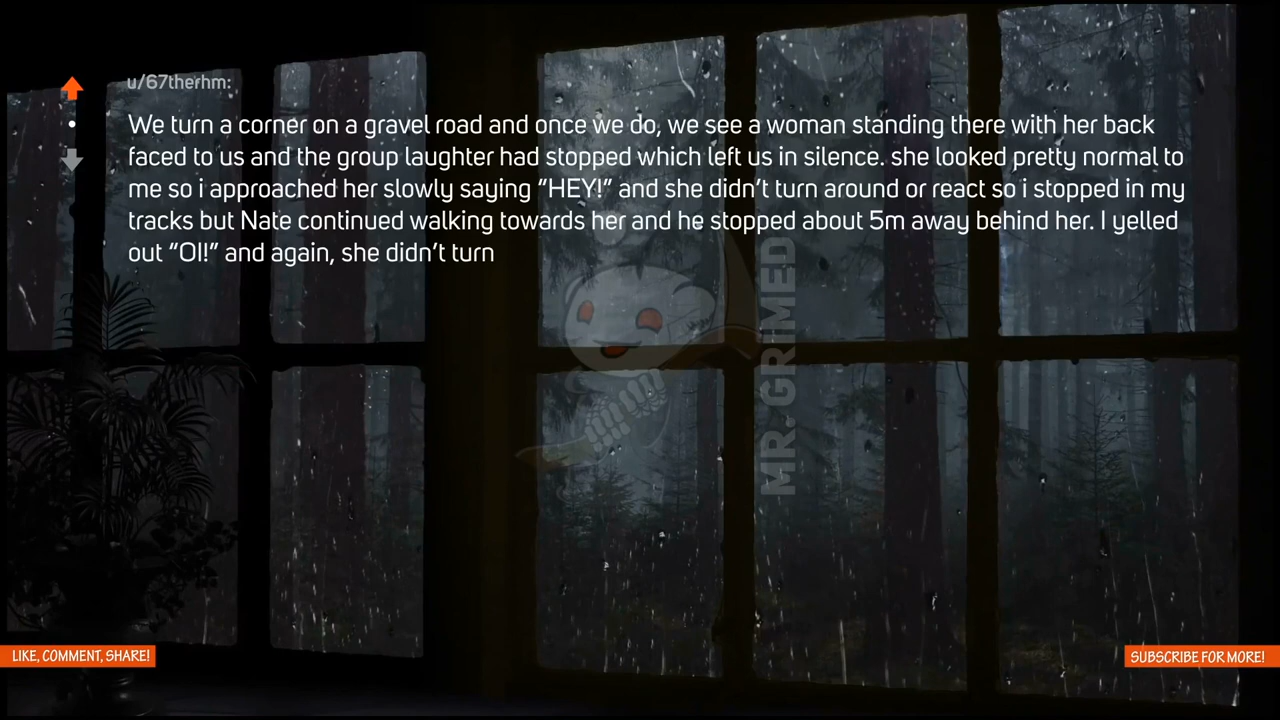 u/67therhm:
We turn a corner on a gravel road and once we do, we see a woman standing there with her back
faced to us and the group laughter had stopped which left us in silence. she looked pretty normal to
me so i approached her slowly saying “HEY!” and she didn’t turn around or react so i stopped in my
tracks but Nate continued walking towards her and he stopped about 5m away behind her. I yelled
out “OI!” and again, she didn’t turn
MR. GRIMED
LIKE, COMMENT, SHARE!
SUBSCRIBE FOR MORE!